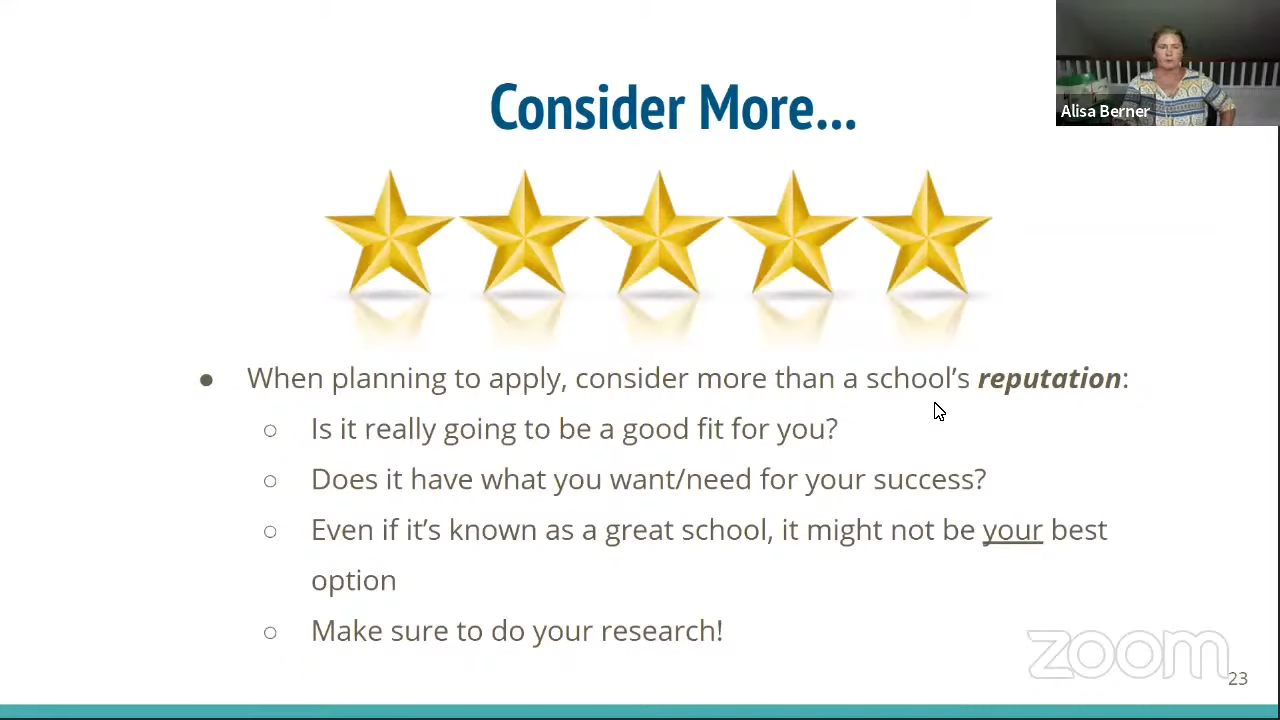 Consider More...
Alisa Berner
● When planning to apply, consider more than a school’s reputation:
○ Is it really going to be a good fit for you?
○ Does it have what you want/need for your success?
○ Even if it’s known as a great school, it might not be your best
option
○ Make sure to do your research!
zoom
23